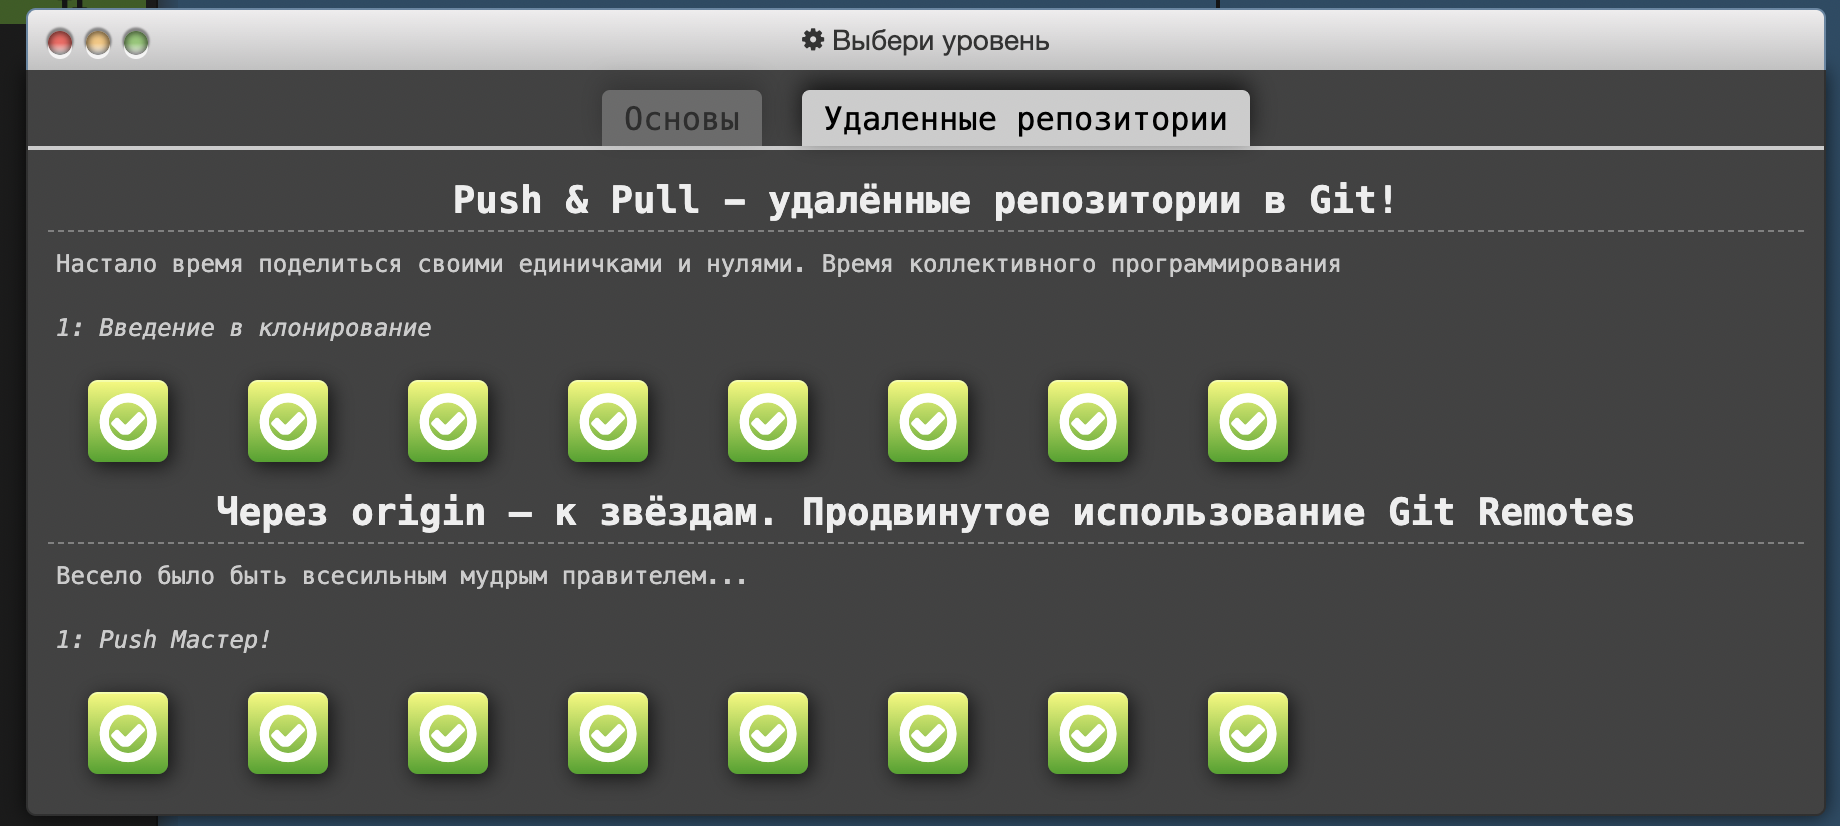 Выбери уровень
Основы
Удаленные репозитории
Push & Pull – удалённые репозитории в Git!
Настало время поделиться своими единичками и нулями. Время коллективного программирования
1: Введение в клонирование
Через origin – к звёздам. Продвинутое использование Git Remotes
Весело было быть всесильным мудрым правителем...
1: Push Мастер!